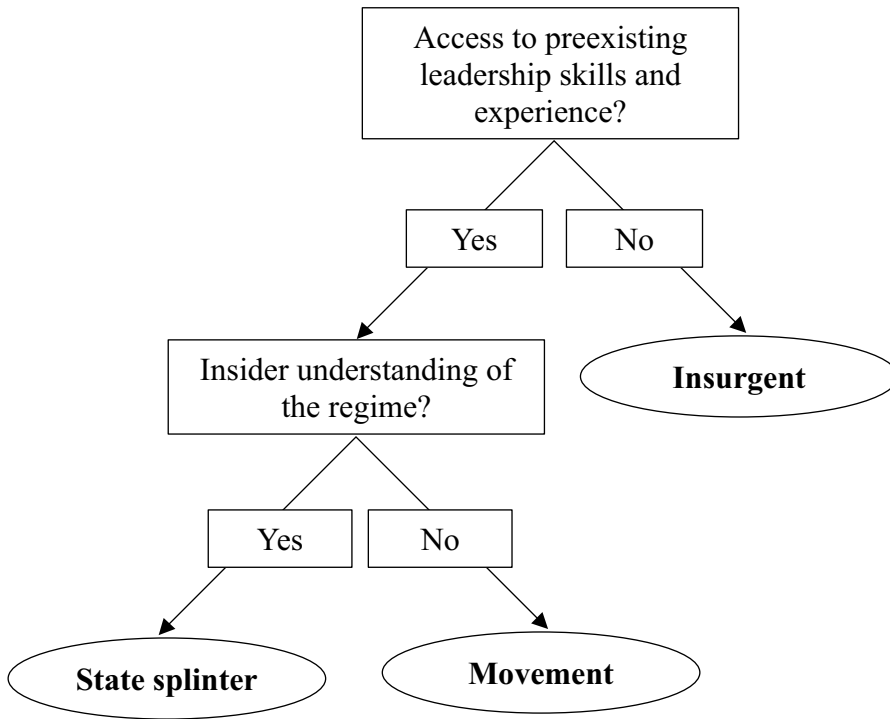 Access to preexisting
leadership skills and
experience?
Yes
No
Insider understanding of
the regime?
Insurgent
Yes
No
State splinter
Movement